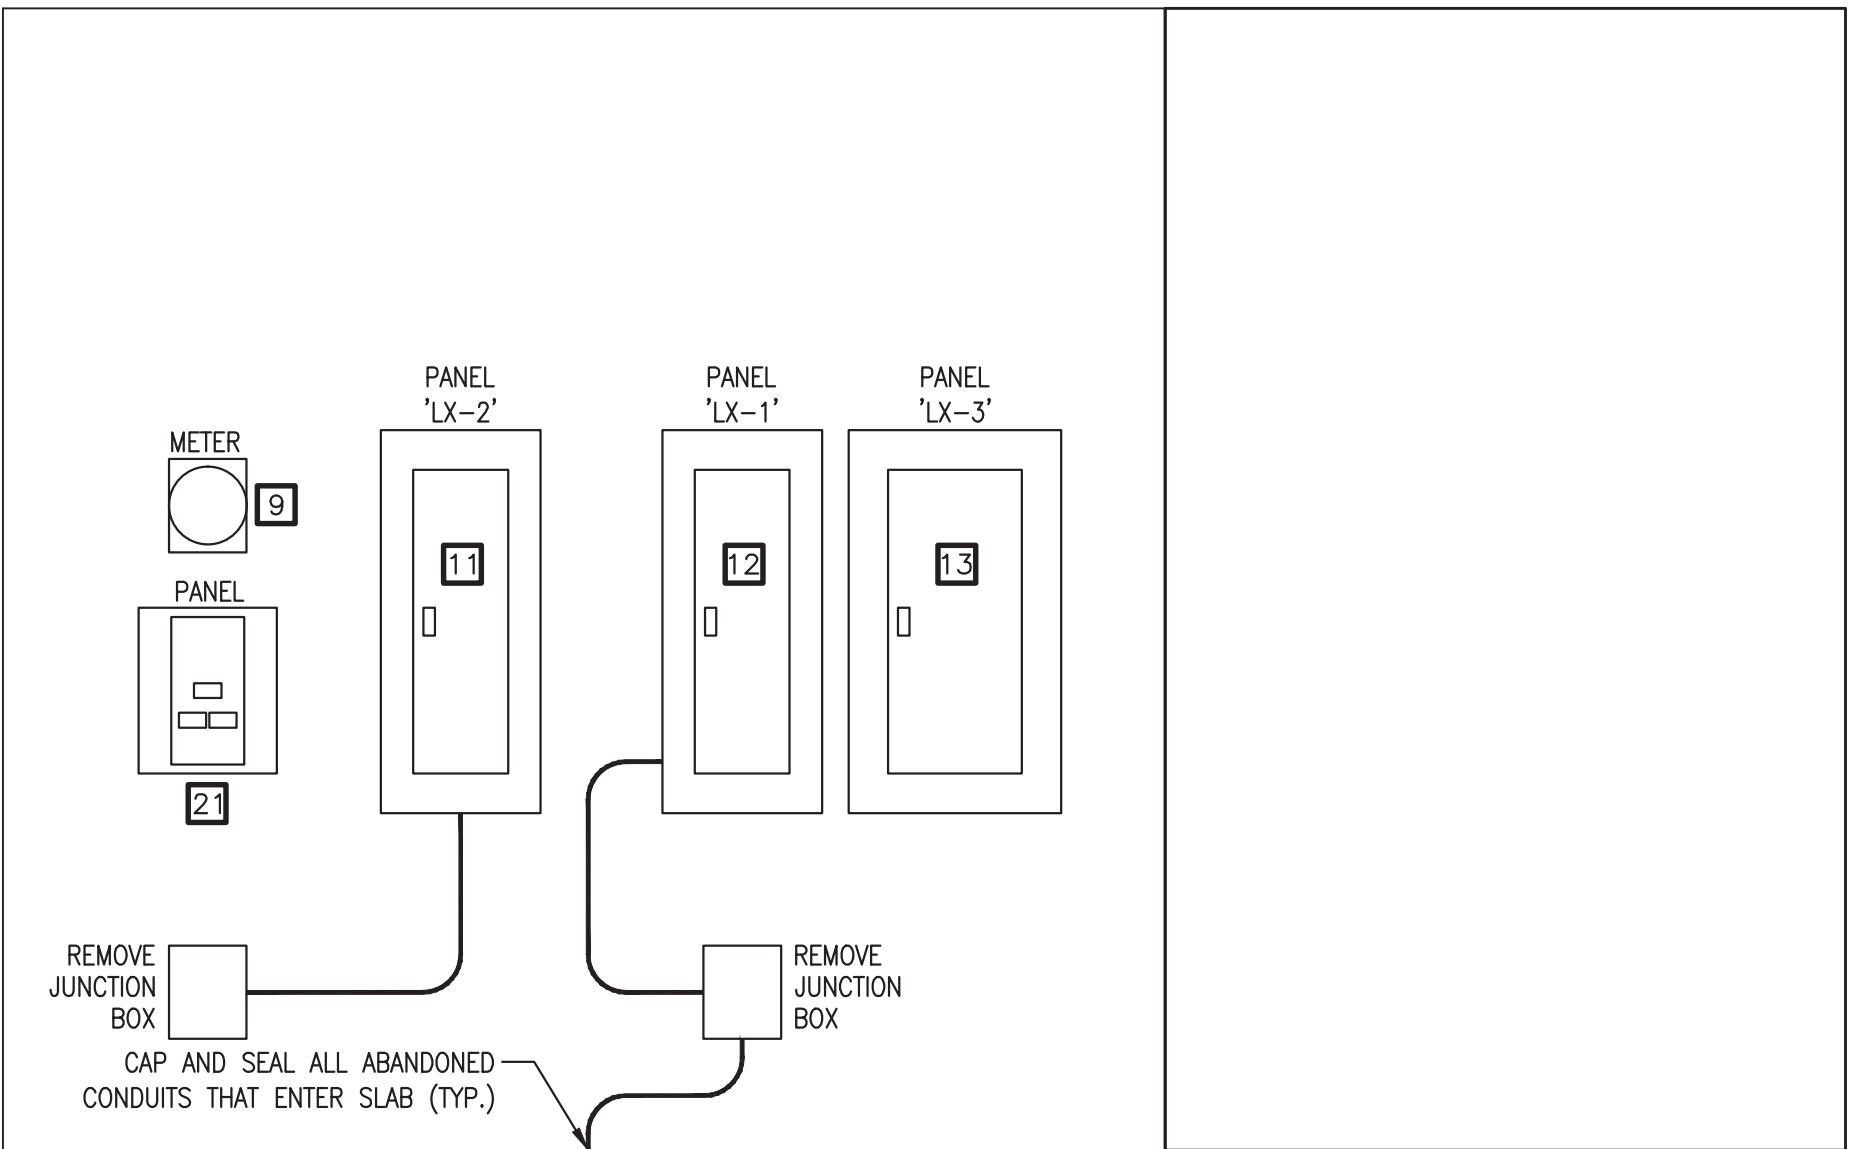 PANEL
'LX-2'
PANEL
'LX-1'
PANEL
'LX-3'
METER
9
11
12
13
PANEL
21
REMOVE
JUNCTION
BOX
REMOVE
JUNCTION
BOX
CAP AND SEAL ALL ABANDONED
CONDUITS THAT ENTER SLAB (TYP.)